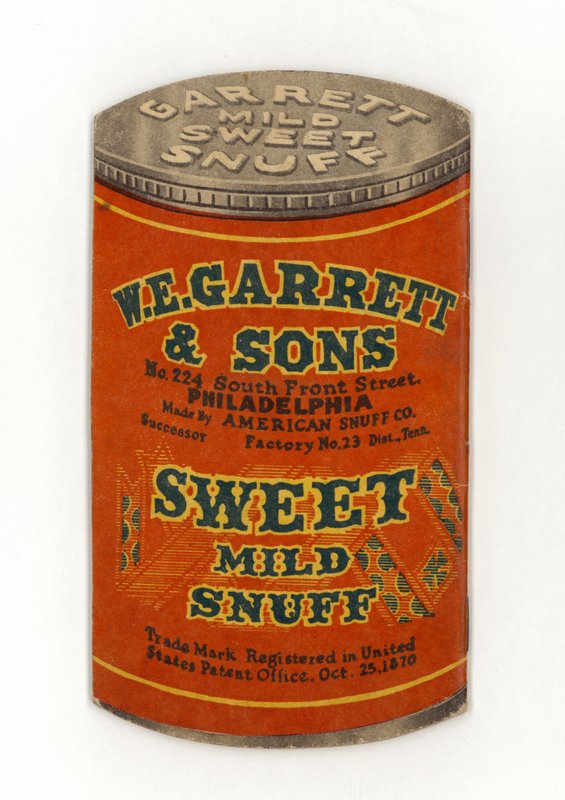 GARRETT
MILD
SWEET
SNUFF
W.E.GARRETT
& SONS
No. 224 South Front Street.
PHILADELPHIA
Made By AMERICAN SNUFF CO.
Successor Factory No. 23 Dist., Tenn.
SWEET
MILD
SNUFF
Trade Mark Registered in United
States Patent Office. Oct. 25, 1870